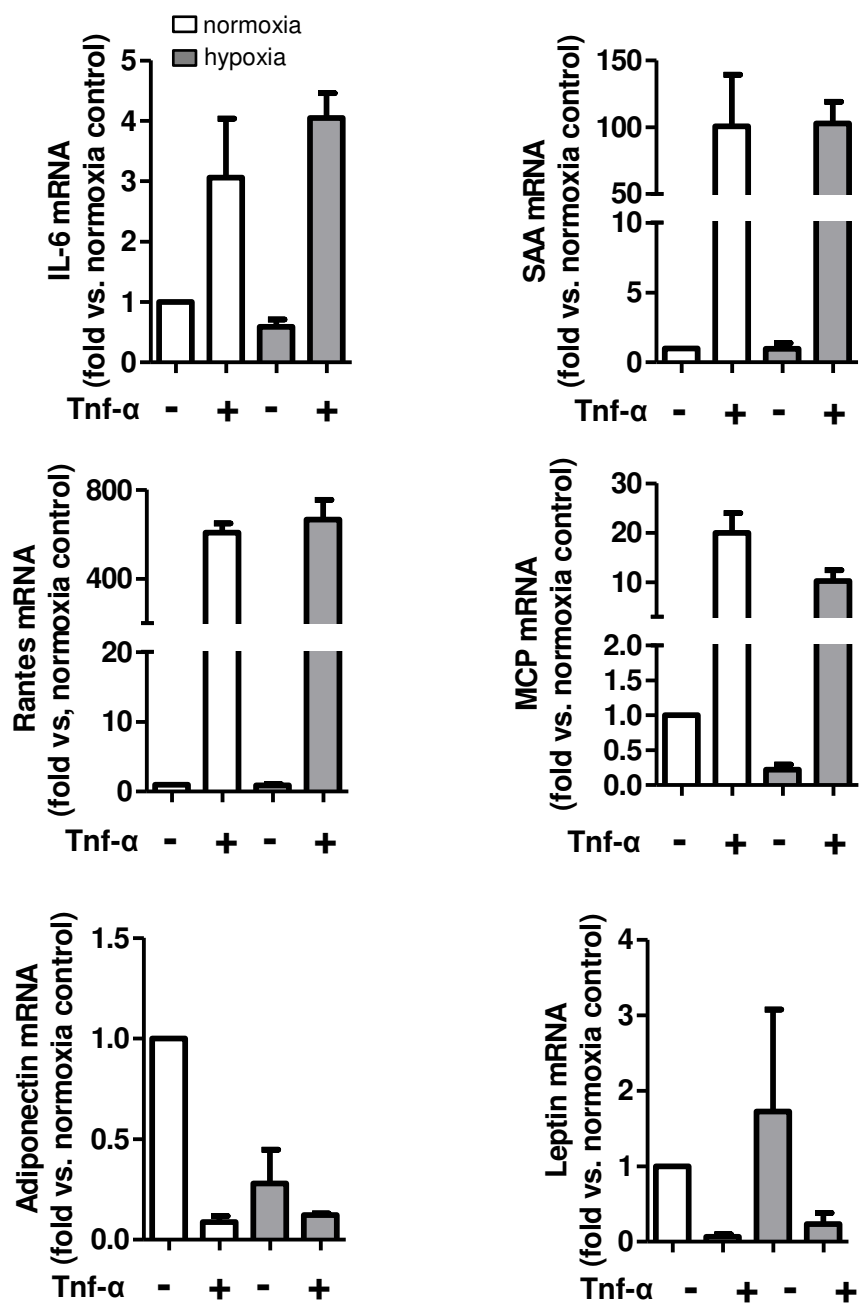 normoxia
hypoxia
IL-6 mRNA
(fold vs. normoxia control)
5
4
3
2
1
0
Tnf-α - + - +
SAA mRNA
(fold vs. normoxia control)
150
100
50
10
5
0
Tnf-α - + - +
Rantes mRNA
(fold vs, normoxia control)
800
400
20
10
0
Tnf-α - + - +
MCP mRNA
(fold vs. normoxia control)
30
20
10
2.0
1.5
1.0
0.5
0.0
Tnf-α - + - +
Adiponectin mRNA
(fold vs. normoxia control)
1.5
1.0
0.5
0.0
Tnf-α - + - +
Leptin mRNA
(fold vs. normoxia control)
4
3
2
1
0
Tnf-α - + - +